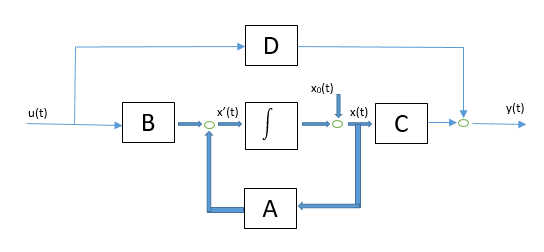 D
x₀(t)
u(t) x′(t) x(t) y(t)
B ∫ C
A